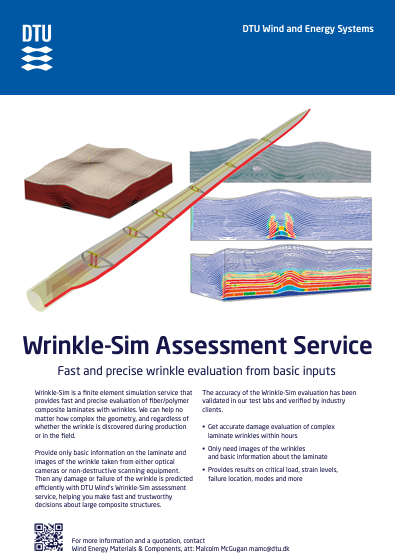 DTU
DTU Wind and Energy Systems
Wrinkle-Sim Assessment Service
Fast and precise wrinkle evaluation from basic inputs
Wrinkle-Sim is a finite element simulation service that
provides fast and precise evaluation of fiber/polymer
composite laminates with wrinkles. We can help no
matter how complex the geometry, and regardless of
whether the wrinkle is discovered during production
or in the field.
Provide only basic information on the laminate and
images of the wrinkle taken from either optical
cameras or non-destructive scanning equipment.
Then any damage or failure of the wrinkle is predicted
efficiently with DTU Wind's Wrinkle-Sim assessment
service, helping you make fast and trustworthy
decisions about large composite structures.
The accuracy of the Wrinkle-Sim evaluation has been
validated in our test labs and verified by industry
clients.
• Get accurate damage evaluation of complex
laminate wrinkles within hours
• Only need images of the wrinkles
and basic information about the laminate
• Provides results on critical load, strain levels,
failure location, modes and more
For more information and a quotation, contact
Wind Energy Materials & Components, att: Malcolm McGugan mamc@dtu.dk